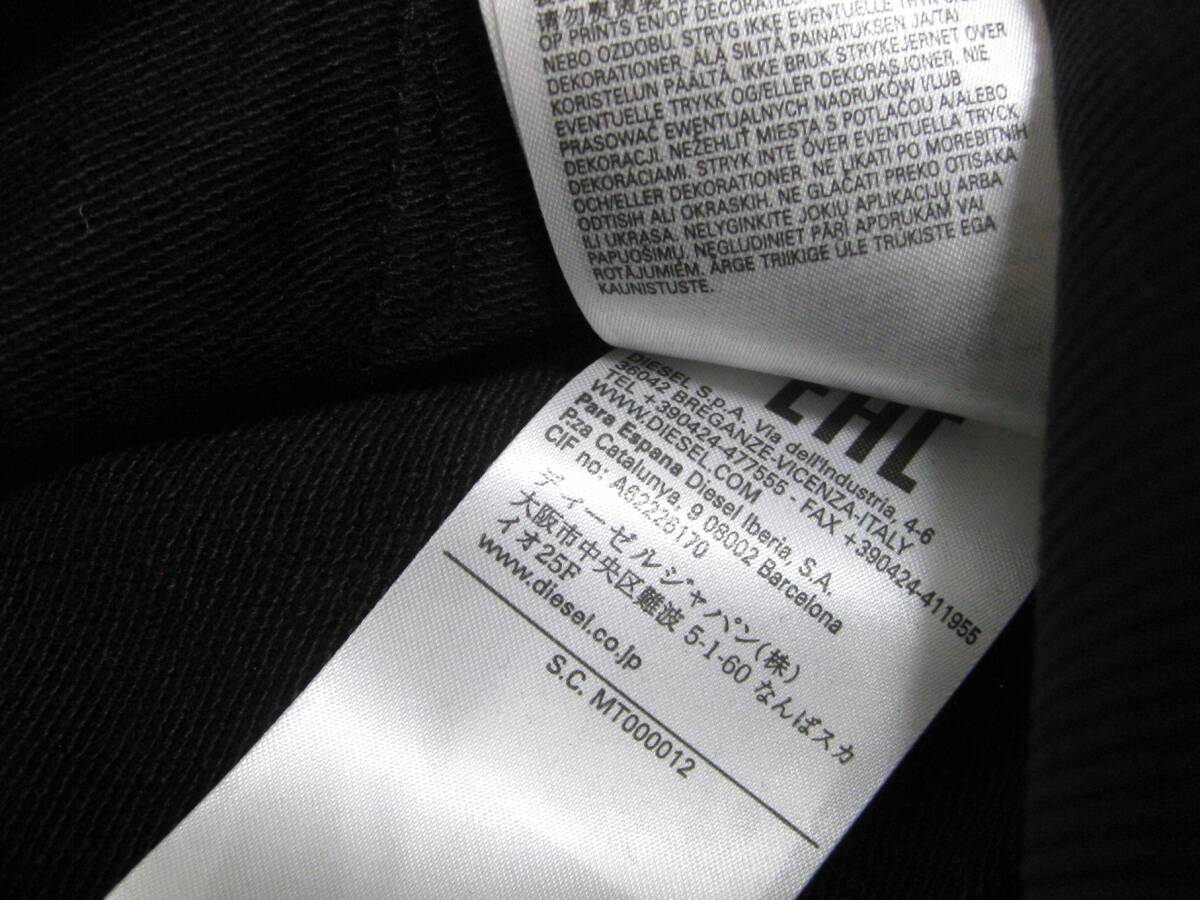 请勿熨烫装
OP PRINTS EN/OF DECORATI
NEBO OZDOBU. STRYG IKKE EVENTUELLE TRYK
DEKORATIONER. ÄLÄ SILITÄ PAINATUKSEN JA/TAI
KORISTELUN PÄÄLTÄ. IKKE BRUK STRYKEJERNET OVER
EVENTUELLE TRYKK OG/ELLER DEKORASJONER. NIE
PRASOWAĆ EWENTUALNYCH NADRUKÓW I/LUB
DEKORACJI. NEŽEHLIŤ MIESTA S POTLAČOU A/ALEBO
DEKORÁCIAMI. STRYK INTE ÖVER EVENTUELLA TRYCK
OCH/ELLER DEKORATIONER. NE LIKATI PO MOREBITNIH
ODTISIH ALI OKRASKIH. NE GLAČATI PREKO OTISAKA
ILI UKRASA. NELYGINKITE JOKIŲ APLIKACIJŲ ARBA
PAPUOŠIMŲ. NEGLUDINIET PĀRI APDRUKĀM VAI
ROTĀJUMIEM. ÄRGE TRIIKIGE ÜLE TRÜKISTE EGA
KAUNISTUSTE.
EAC
DIESEL S.P.A. Via dell'Industria, 4-6
36042 BREGANZE-VICENZA-ITALY
TEL +390424-477555 - FAX +390424-411955
WWW.DIESEL.COM
Para Espana Diesel Iberia, S.A.
Pza Catalunya, 9 08002 Barcelona
CIF no: A62226170
ディーゼルジャパン(株)
大阪市中央区難波 5-1-60 なんばスカ
イオ25F
www.diesel.co.jp
S.C. MT000012